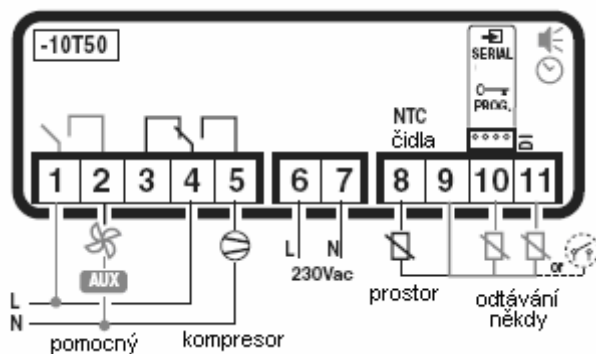 -10T50
SERIAL
PROG.
NTC
čidla
DI
1 2 3 4 5 6 7 8 9 10 11
L N
230Vac
AUX
prostor
or
odtávání
někdy
L
N
pomocný
kompresor